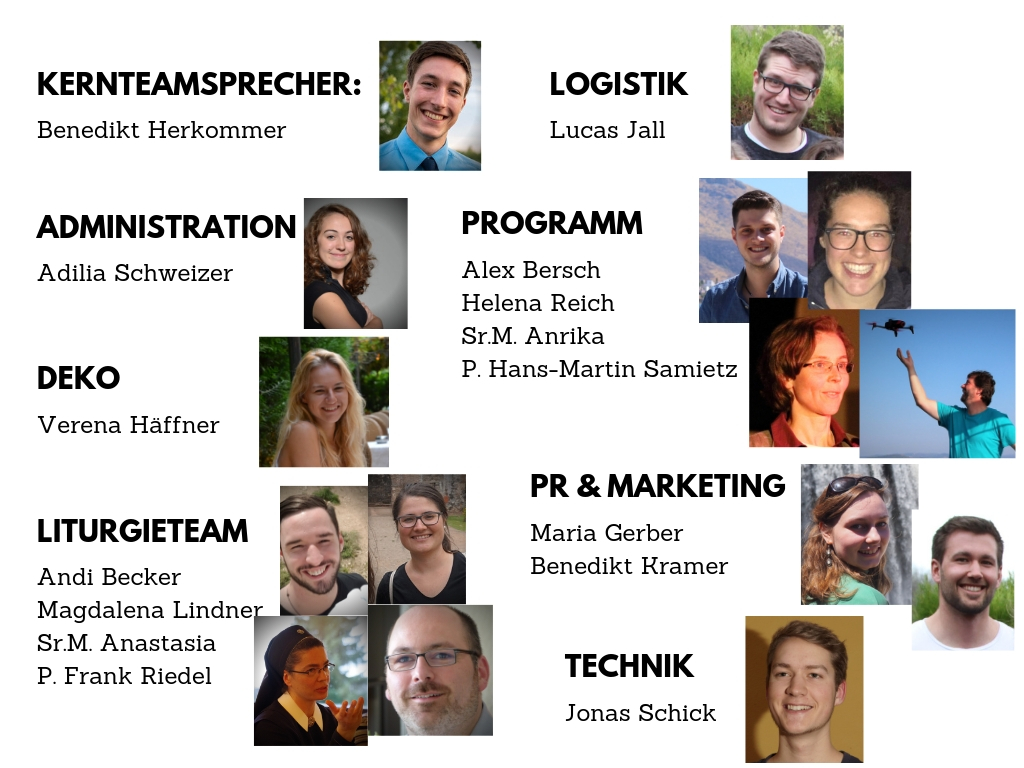 KERNTEAMSPRECHER:
Benedikt Herkommer
LOGISTIK
Lucas Jall
ADMINISTRATION
Adilia Schweizer
PROGRAMM
Alex Bersch
Helena Reich
Sr.M. Anrika
P. Hans-Martin Samietz
DEKO
Verena Häffner
PR & MARKETING
Maria Gerber
Benedikt Kramer
LITURGIETEAM
Andi Becker
Magdalena Lindner
Sr.M. Anastasia
P. Frank Riedel
TECHNIK
Jonas Schick